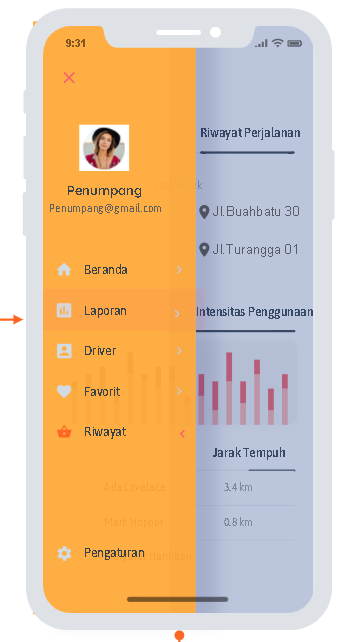 9:31
Riwayat Perjalanan
Penumpang
Penumpang@gmail.com
Jl.Buahbatu 30
Jl.Turangga 01
Beranda
Laporan
Intensitas Penggunaan
Driver
Favorit
Riwayat
Jarak Tempuh
Ada Lovelace 3.4 km
Mark Hopper 0.8 km
Pengaturan